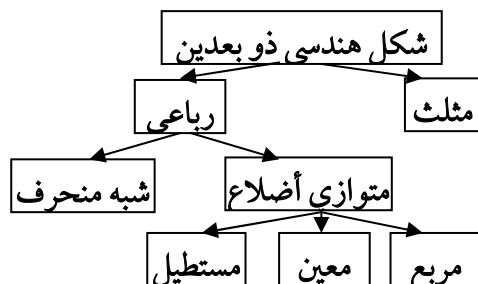 شكل هندسي ذو بعدين
مثلث
رباعي
متوازي أضلاع
شبه منحرف
مربع
معين
مستطيل